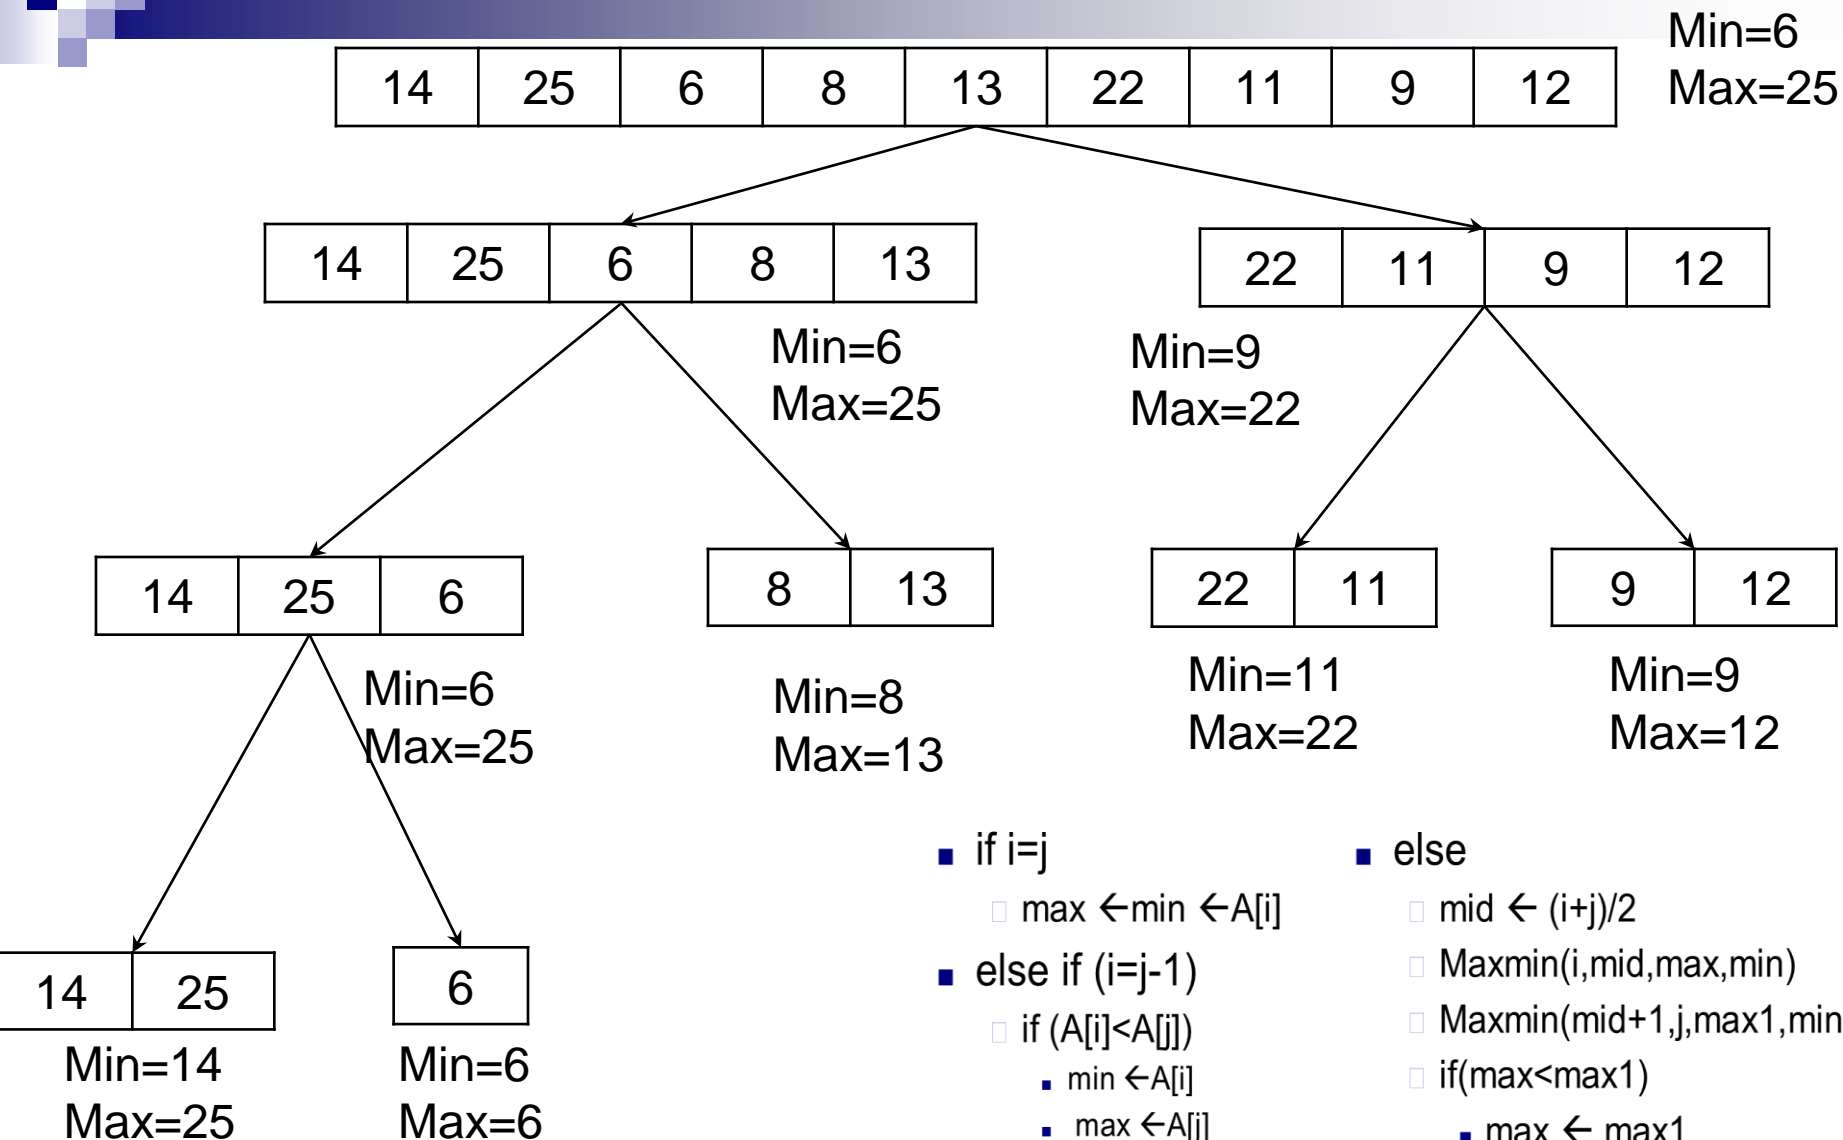 Min=6
Max=25
14 25 6 8 13 22 11 9 12
14 25 6 8 13
22 11 9 12
Min=6
Max=25
Min=9
Max=22
14 25 6
8 13
22 11
9 12
Min=6
Max=25
Min=8
Max=13
Min=11
Max=22
Min=9
Max=12
14 25
6
Min=14
Max=25
Min=6
Max=6
if i=j
max ←min ←A[i]
else if (i=j-1)
if (A[i]<A[j])
min ←A[i]
max ←A[j]
else
mid ← (i+j)/2
Maxmin(i,mid,max,min)
Maxmin(mid+1,j,max1,min
if(max<max1)
max ← max1